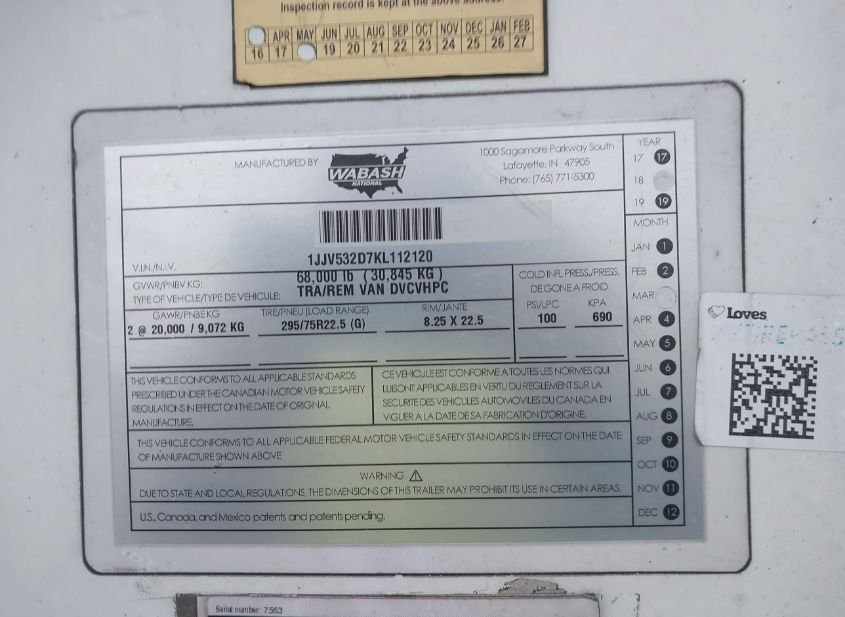 Inspection record is kept at the above address.
APR MAY JUN JUL AUG SEP OCT NOV DEC JAN FEB
16 17 19 20 21 22 23 24 25 26 27
MANUFACTURED BY
WABASH
NATIONAL
1000 Sagamore Parkway South
Lafayette, IN 47905
Phone: (765) 771-5300
V.I.N./N.I.V.
1JJV532D7KL112120
GVWR/PNBV KG:
68,000 lb ( 30,845 KG )
TYPE OF VEHICLE/TYPE DE VEHICULE:
TRA/REM VAN DVCVHPC
GAWR/PNBE KG
2 @ 20,000 / 9,072 KG
TIRE/PNEU (LOAD RANGE)
295/75R22.5 (G)
RIM/JANTE
8.25 X 22.5
COLD INFL. PRESS./PRESS.
DE GONF. A FROID
PSI/LPC KPA
100 690
THIS VEHICLE CONFORMS TO ALL APPLICABLE STANDARDS
PRESCRIBED UNDER THE CANADIAN MOTOR VEHICLE SAFETY
REGULATIONS IN EFFECT ON THE DATE OF ORIGINAL
MANUFACTURE.
CE VEHICULE EST CONFORME A TOUTES LES NORMES QUI
LUI SONT APPLICABLES EN VERTU DU REGLEMENT SUR LA
SECURITE DES VEHICULES AUTOMOBILES DU CANADA EN
VIGUER A LA DATE DE SA FABRICATION D'ORIGINE.
THIS VEHICLE CONFORMS TO ALL APPLICABLE FEDERAL MOTOR VEHICLE SAFETY STANDARDS IN EFFECT ON THE DATE
OF MANUFACTURE SHOWN ABOVE
WARNING
DUE TO STATE AND LOCAL REGULATIONS, THE DIMENSIONS OF THIS TRAILER MAY PROHIBIT ITS USE IN CERTAIN AREAS.
U.S., Canada, and Mexico patents and patents pending.
YEAR
17 17
18
19 19
MONTH
JAN 1
FEB 2
MAR
APR 4
MAY 5
JUN 6
JUL 7
AUG 8
SEP 9
OCT 10
NOV 11
DEC 12
Loves
Serial number: 7563